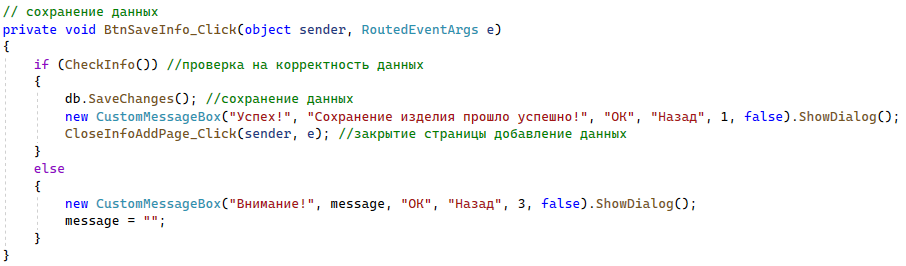 // сохранение данных
private void BtnSaveInfo_Click(object sender, RoutedEventArgs e)
{
    if (CheckInfo()) //проверка на корректность данных
    {
        db.SaveChanges(); //сохранение данных
        new CustomMessageBox("Успех!", "Сохранение изделия прошло успешно!", "ОК", "Назад", 1, false).ShowDialog();
        CloseInfoAddPage_Click(sender, e); //закрытие страницы добавление данных
    }
    else
    {
        new CustomMessageBox("Внимание!", message, "ОК", "Назад", 3, false).ShowDialog();
        message = "";
    }
}